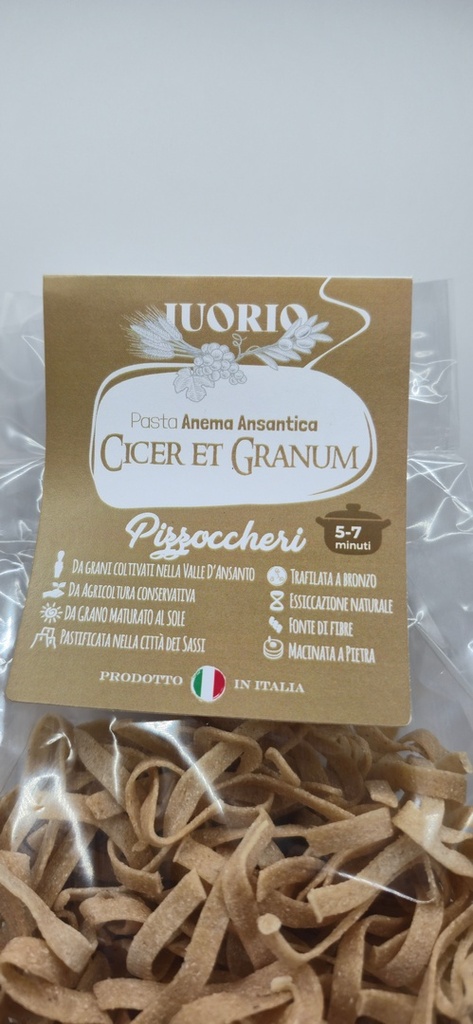 IUORIO
Pasta Anema Ansantica
CICER ET GRANUM
Pizzoccheri
5-7
minuti
DA GRANI COLTIVATI NELLA VALLE D'ANSANTO
DA AGRICOLTURA CONSERVATIVA
DA GRANO MATURATO AL SOLE
PASTIFICATA NELLA CITTÀ DEI SASSI
TRAFILATA A BRONZO
ESSICCAZIONE NATURALE
FONTE DI FIBRE
MACINATA A PIETRA
PRODOTTO IN ITALIA